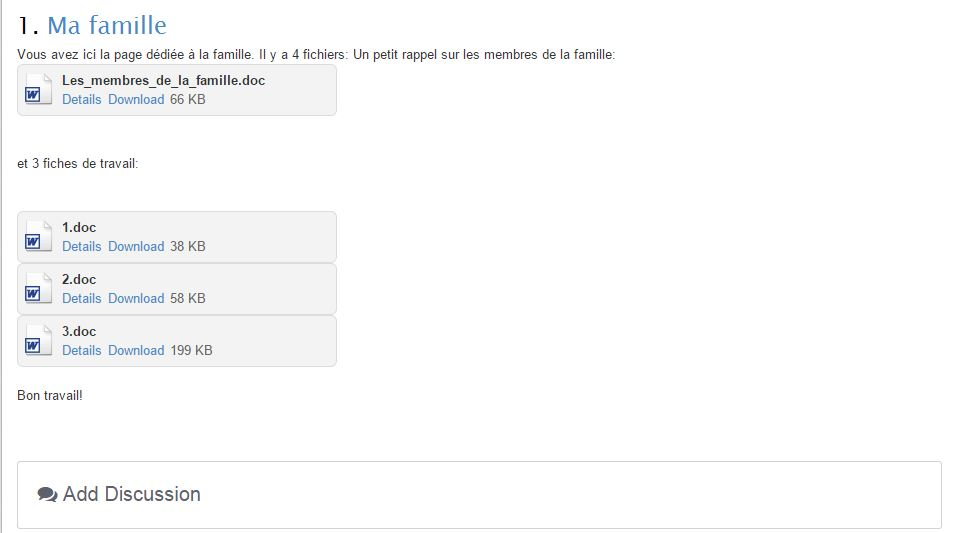 1. Ma famille
Vous avez ici la page dédiée à la famille. Il y a 4 fichiers: Un petit rappel sur les membres de la famille:
Les_membres_de_la_famille.doc
Details Download 66 KB
et 3 fiches de travail:
1.doc
Details Download 38 KB
2.doc
Details Download 58 KB
3.doc
Details Download 199 KB
Bon travail!
Add Discussion